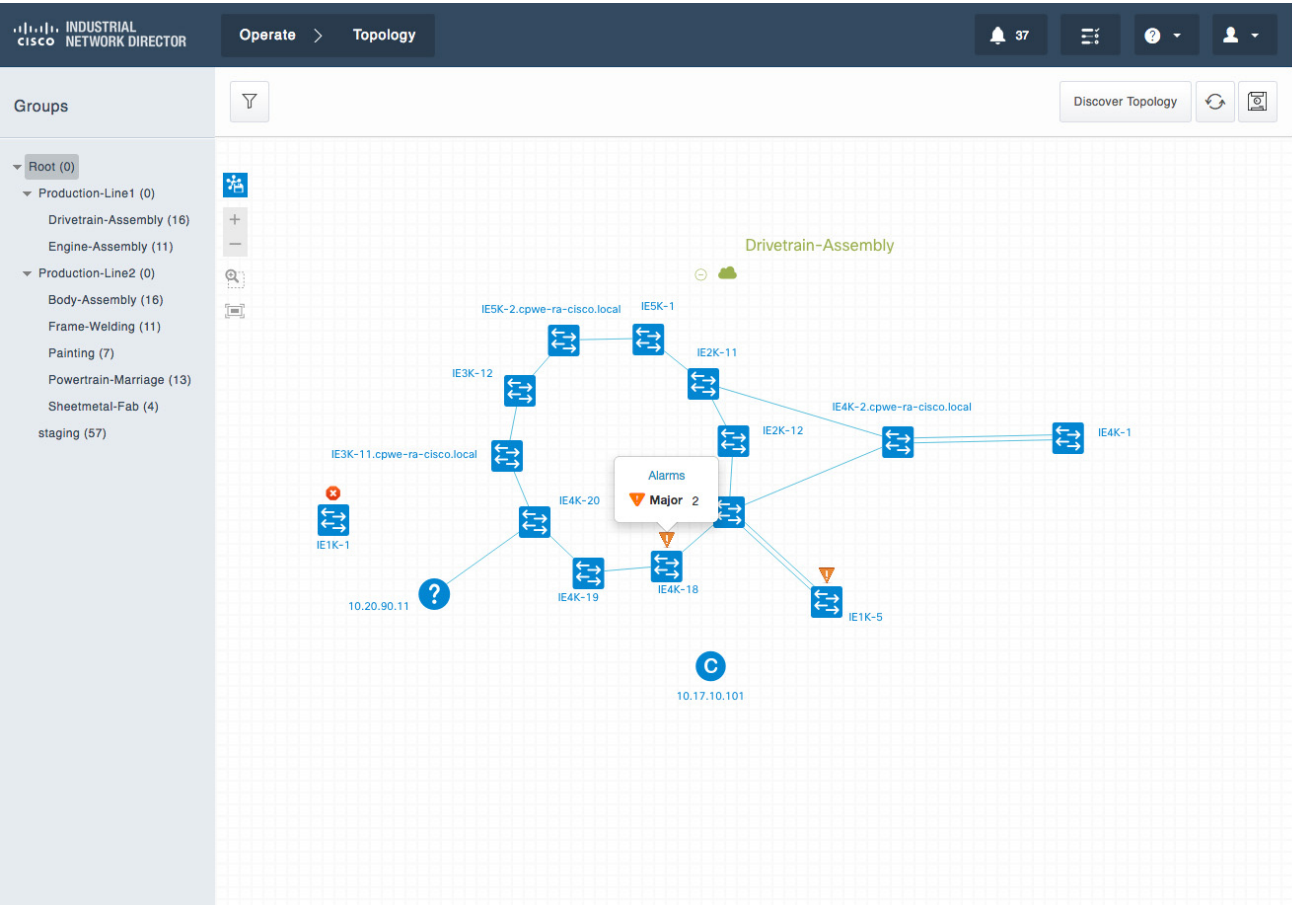 INDUSTRIAL
CISCO NETWORK DIRECTOR
Operate > Topology
37
?
Groups
Discover Topology
Root (0)
Production-Line1 (0)
Drivetrain-Assembly (16)
Engine-Assembly (11)
Production-Line2 (0)
Body-Assembly (16)
Frame-Welding (11)
Painting (7)
Powertrain-Marriage (13)
Sheetmetal-Fab (4)
staging (57)
Drivetrain-Assembly
IE5K-2.cpwe-ra-cisco.local
IE5K-1
IE2K-11
IE3K-12
IE4K-2.cpwe-ra-cisco.local
IE2K-12
IE4K-1
IE3K-11.cpwe-ra-cisco.local
Alarms
Major 2
IE4K-20
IE1K-1
IE4K-19
IE4K-18
?
10.20.90.11
IE1K-5
C
10.17.10.101